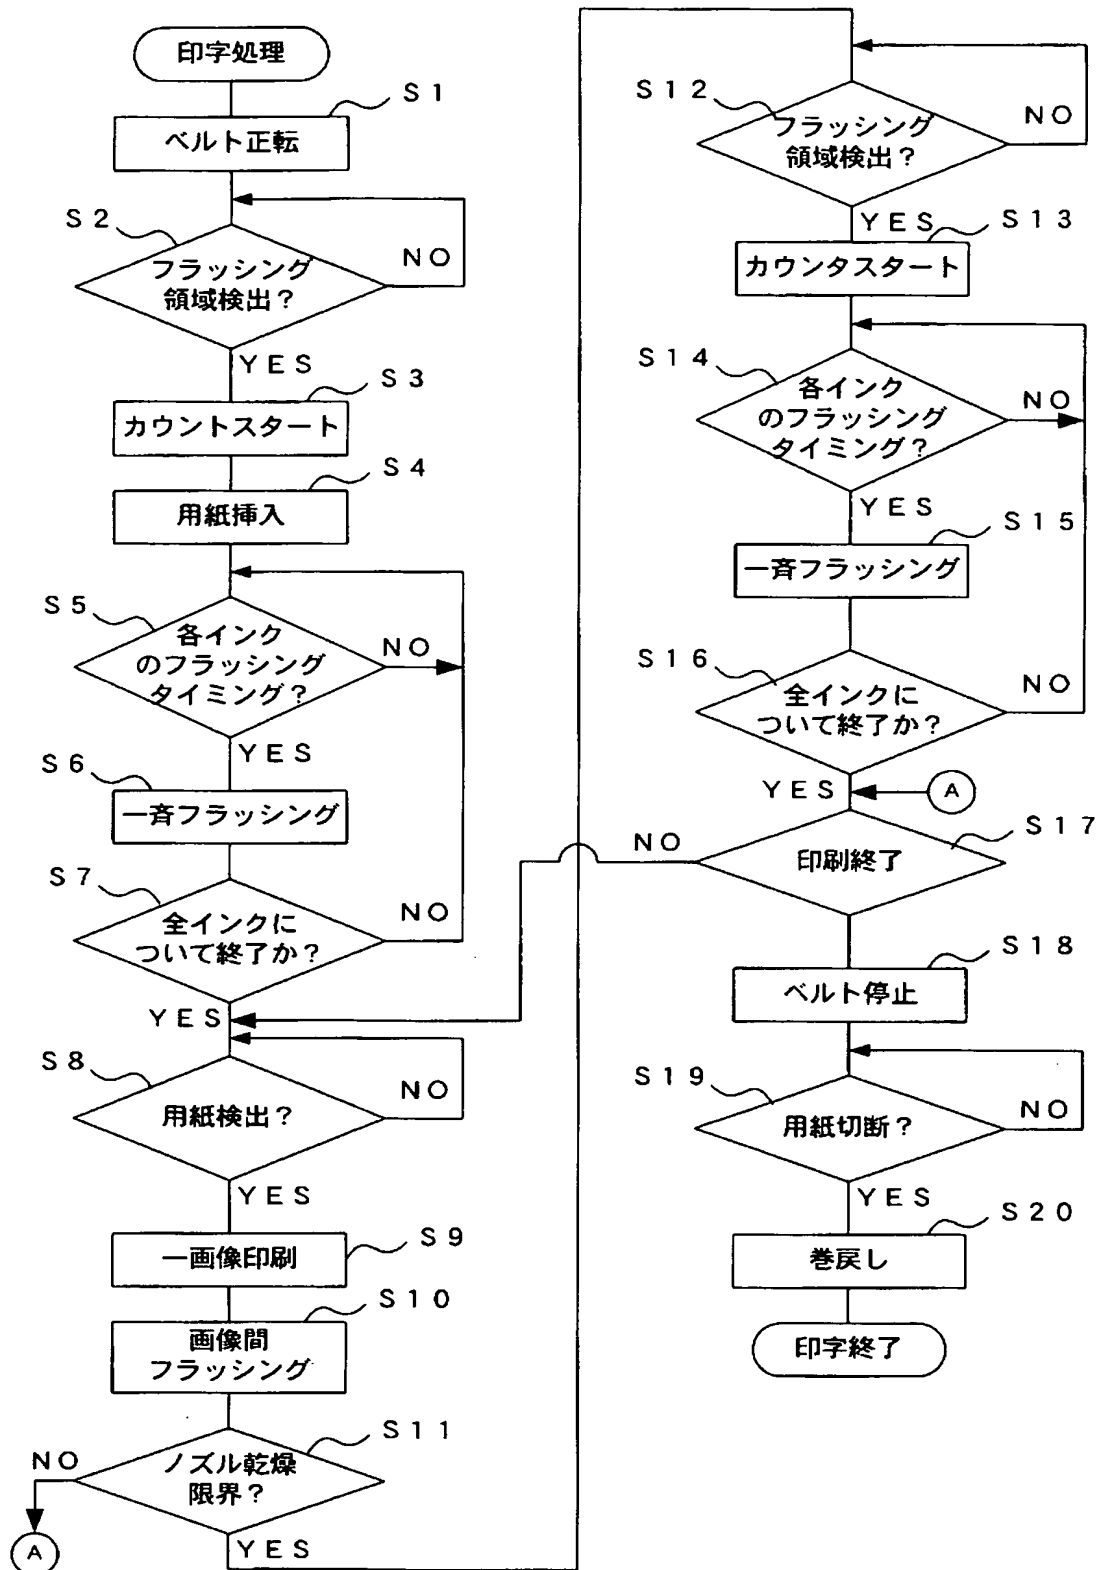 印字処理
S1
ベルト正転
S2
フラッシング
領域検出?
NO
YES
S3
カウントスタート
S4
用紙挿入
S5
各インク
のフラッシング
タイミング?
NO
YES
S6
一斉フラッシング
S7
全インクに
ついて終了か?
NO
YES
S8
用紙検出?
NO
YES
S9
一画像印刷
S10
画像間
フラッシング
S11
ノズル乾燥
限界?
NO
A
YES
S12
フラッシング
領域検出?
NO
YES
S13
カウンタスタート
S14
各インク
のフラッシング
タイミング?
NO
YES
S15
一斉フラッシング
S16
全インクに
ついて終了か?
NO
YES
A
S17
印刷終了
NO
S18
ベルト停止
S19
用紙切断?
NO
YES
S20
巻戻し
印字終了